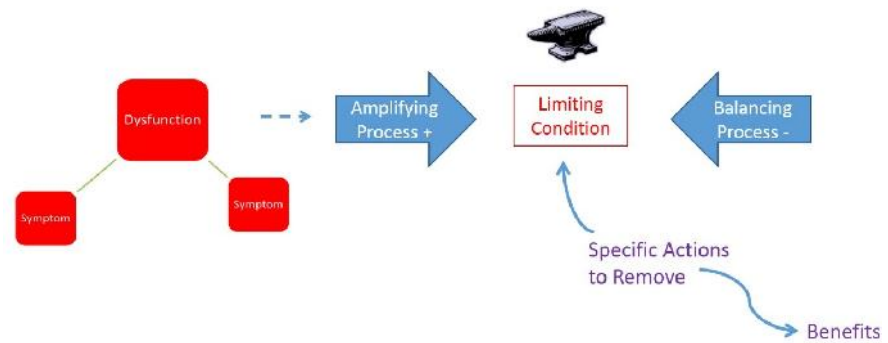 Dysfunction
Symptom
Symptom
Amplifying
Process +
Limiting
Condition
Balancing
Process -
Specific Actions
to Remove
Benefits